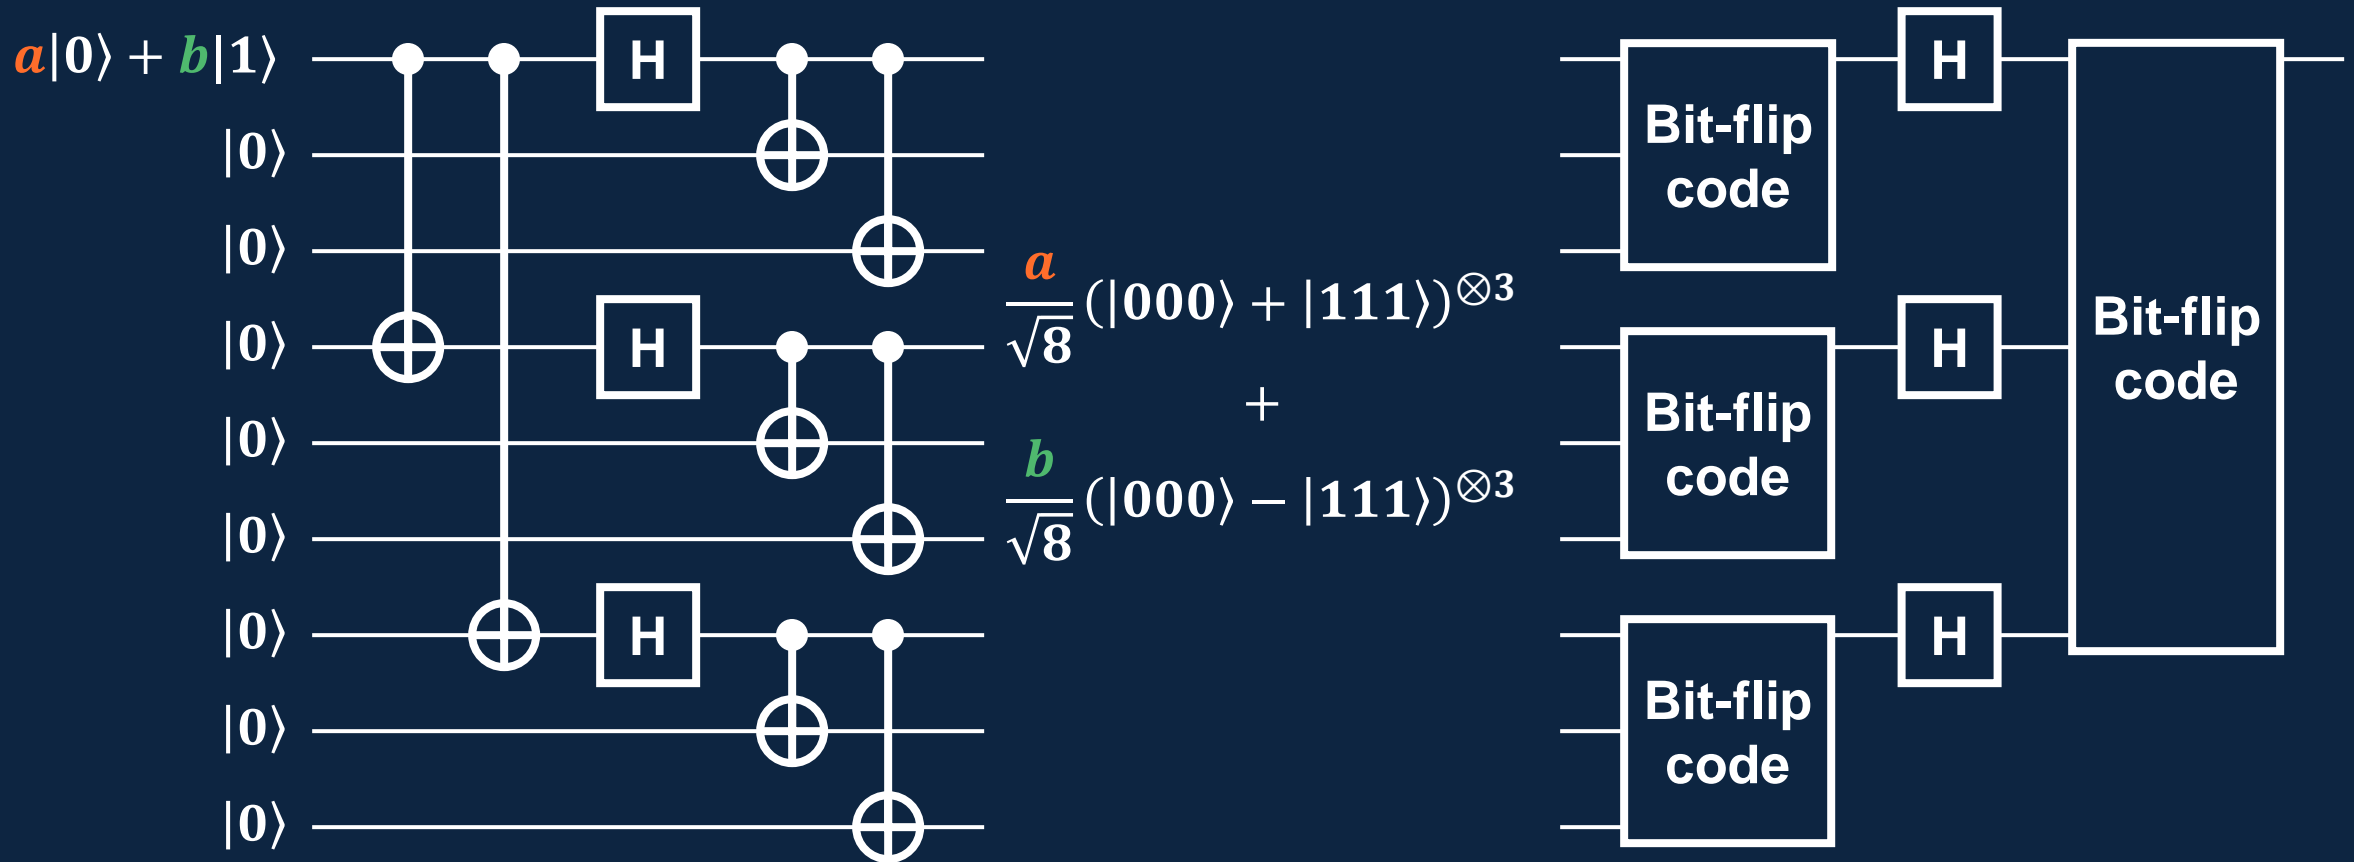 a|0⟩ + b|1⟩
|0⟩
|0⟩
|0⟩
|0⟩
|0⟩
|0⟩
|0⟩
|0⟩
H
H
H
a/√8 (|000⟩ + |111⟩)⊗3
+
b/√8 (|000⟩ − |111⟩)⊗3
Bit-flip
code
Bit-flip
code
Bit-flip
code
H
H
H
Bit-flip
code